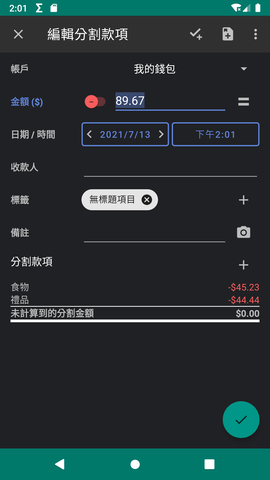 2:01 Σ
編輯分割款項
帳戶 我的錢包
金額 ($) 89.67
日期 / 時間 2021/7/13 下午2:01
收款人
標籤 無標題項目
備註
分割款項
食物 -$45.23
禮品 -$44.44
未計算到的分割金額 $0.00